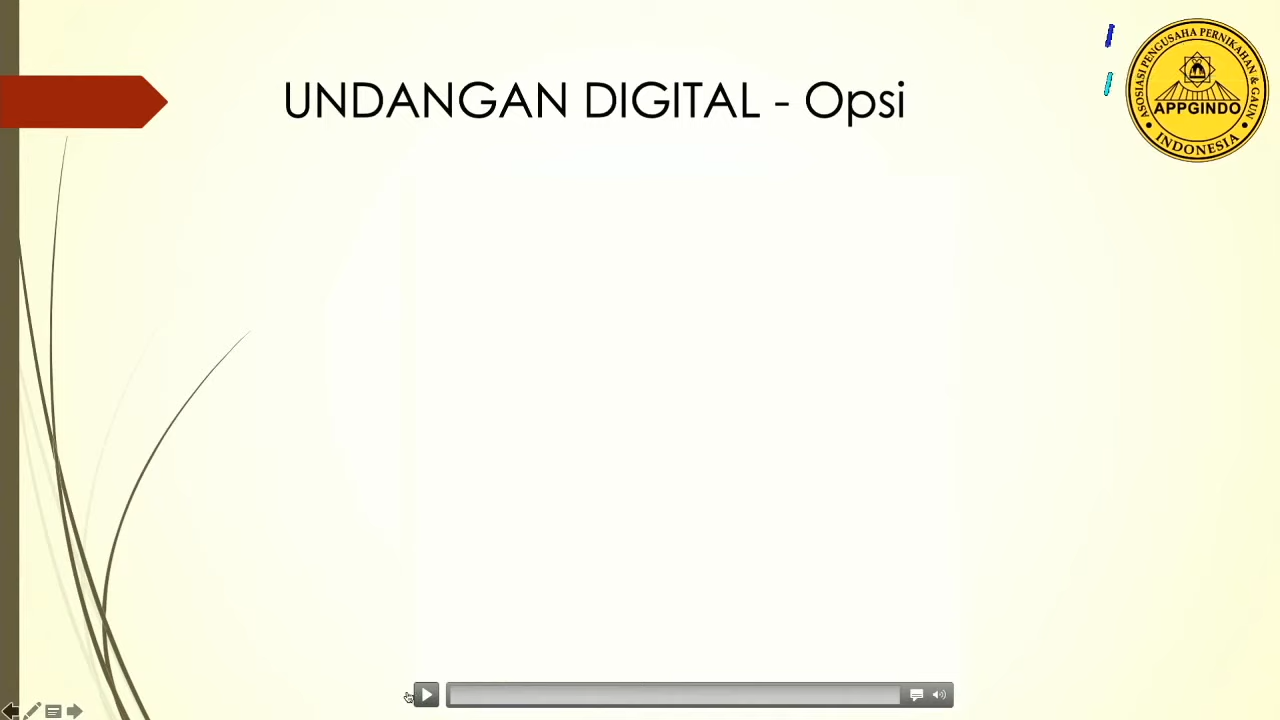 UNDANGAN DIGITAL - Opsi
ASOSIASI PENGUSAHA PERNIKAHAN & GAUN
APPGINDO
INDONESIA